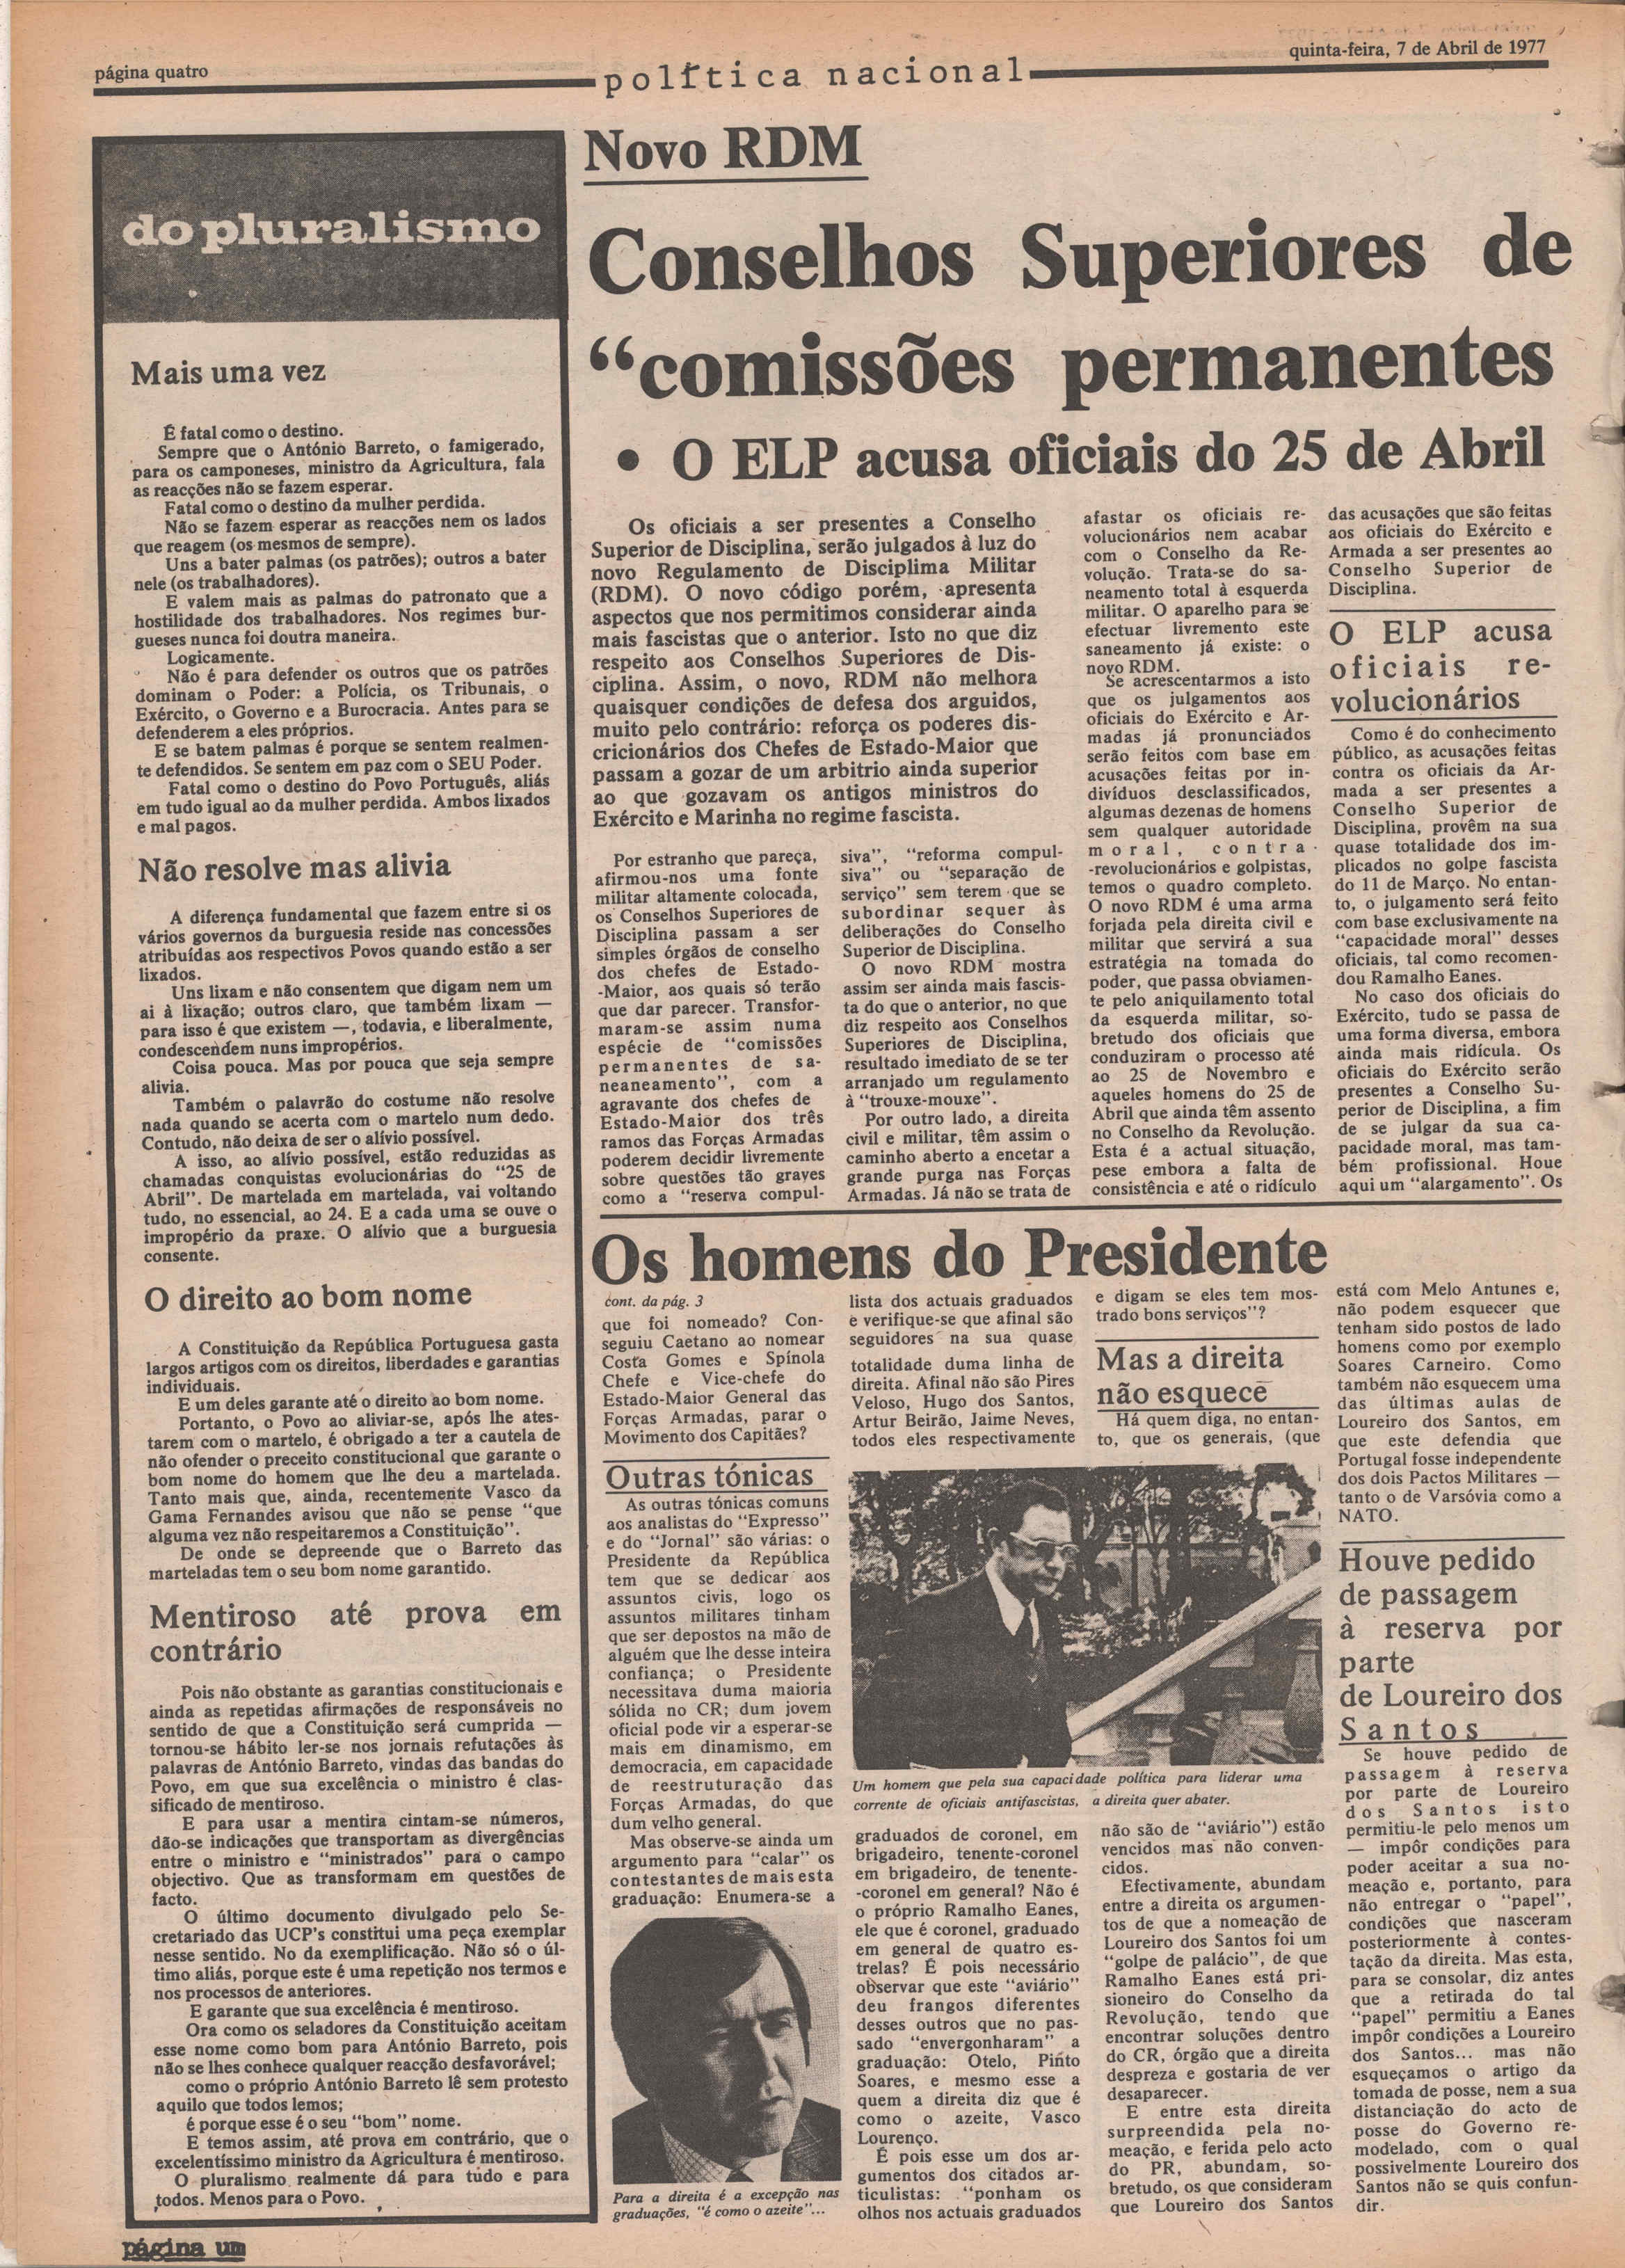 página quatro
política nacional
quinta-feira, 7 de Abril de 1977
do pluralismo
Mais uma vez
É fatal como o destino.
Sempre que o António Barreto, o famigerado,
para os camponeses, ministro da Agricultura, fala
as reacções não se fazem esperar.
Fatal como o destino da mulher perdida.
Não se fazem esperar as reacções nem os lados
que reagem (os mesmos de sempre).
Uns a bater palmas (os patrões); outros a bater
nele (os trabalhadores).
E valem mais as palmas do patronato que a
hostilidade dos trabalhadores. Nos regimes bur-
gueses nunca foi doutra maneira.
Logicamente.
Não é para defender os outros que os patrões
dominam o Poder: a Polícia, os Tribunais, o
Exército, o Governo e a Burocracia. Antes para se
defenderem a eles próprios.
E se batem palmas é porque se sentem realmen-
te defendidos. Se sentem em paz com o SEU Poder.
Fatal como o destino do Povo Português, aliás
em tudo igual ao da mulher perdida. Ambos lixados
e mal pagos.
Não resolve mas alivia
A diferença fundamental que fazem entre si os
vários governos da burguesia reside nas concessões
atribuídas aos respectivos Povos quando estão a ser
lixados.
Uns lixam e não consentem que digam nem um
ai à lixação; outros claro, que também lixam —
para isso é que existem —, todavia, e liberalmente,
condescendem nuns impropérios.
Coisa pouca. Mas por pouca que seja sempre
alivia.
Também o palavrão do costume não resolve
nada quando se acerta com o martelo num dedo.
Contudo, não deixa de ser o alívio possível.
A isso, ao alívio possível, estão reduzidas as
chamadas conquistas evolucionárias do "25 de
Abril". De martelada em martelada, vai voltando
tudo, no essencial, ao 24. E a cada uma se ouve o
impropério da praxe. O alívio que a burguesia
consente.
O direito ao bom nome
A Constituição da República Portuguesa gasta
largos artigos com os direitos, liberdades e garantias
individuais.
E um deles garante até o direito ao bom nome.
Portanto, o Povo ao aliviar-se, após lhe ates-
tarem com o martelo, é obrigado a ter a cautela de
não ofender o preceito constitucional que garante o
bom nome do homem que lhe deu a martelada.
Tanto mais que, ainda, recentemente Vasco da
Gama Fernandes avisou que não se pense "que
alguma vez não respeitaremos a Constituição".
De onde se depreende que o Barreto das
marteladas tem o seu bom nome garantido.
Mentiroso até prova em
contrário
Pois não obstante as garantias constitucionais e
ainda as repetidas afirmações de responsáveis no
sentido de que a Constituição será cumprida —
tornou-se hábito ler-se nos jornais refutações às
palavras de António Barreto, vindas das bandas do
Povo, em que sua excelência o ministro é clas-
sificado de mentiroso.
E para usar a mentira cintam-se números,
dão-se indicações que transportam as divergências
entre o ministro e "ministrados" para o campo
objectivo. Que as transformam em questões de
facto.
O último documento divulgado pelo Se-
cretariado das UCP's constitui uma peça exemplar
nesse sentido. No da exemplificação. Não só o úl-
timo aliás, porque este é uma repetição nos termos e
nos processos de anteriores.
E garante que sua excelência é mentiroso.
Ora como os seladores da Constituição aceitam
esse nome como bom para António Barreto, pois
não se lhes conhece qualquer reacção desfavorável;
como o próprio António Barreto lê sem protesto
aquilo que todos lemos;
é porque esse é o seu "bom" nome.
E temos assim, até prova em contrário, que o
excelentíssimo ministro da Agricultura é mentiroso.
O pluralismo realmente dá para tudo e para
todos. Menos para o Povo.
Novo RDM
Conselhos Superiores de
"comissões permanentes
• O ELP acusa oficiais do 25 de Abril
Os oficiais a ser presentes a Conselho
Superior de Disciplina, serão julgados à luz do
novo Regulamento de Disciplima Militar
(RDM). O novo código porém, apresenta
aspectos que nos permitimos considerar ainda
mais fascistas que o anterior. Isto no que diz
respeito aos Conselhos Superiores de Dis-
ciplina. Assim, o novo, RDM não melhora
quaisquer condições de defesa dos arguidos,
muito pelo contrário: reforça os poderes dis-
cricionários dos Chefes de Estado-Maior que
passam a gozar de um arbitrio ainda superior
ao que gozavam os antigos ministros do
Exército e Marinha no regime fascista.
Por estranho que pareça,
afirmou-nos uma fonte
militar altamente colocada,
os Conselhos Superiores de
Disciplina passam a ser
simples órgãos de conselho
dos chefes de Estado-
-Maior, aos quais só terão
que dar parecer. Transfor-
maram-se assim numa
espécie de "comissões
permanentes de sa-
neaneamento", com a
agravante dos chefes de
Estado-Maior dos três
ramos das Forças Armadas
poderem decidir livremente
sobre questões tão graves
como a "reserva compul-
siva", "reforma compul-
siva" ou "separação de
serviço" sem terem que se
subordinar sequer às
deliberações do Conselho
Superior de Disciplina.
O novo RDM mostra
assim ser ainda mais fascis-
ta do que o anterior, no que
diz respeito aos Conselhos
Superiores de Disciplina,
resultado imediato de se ter
arranjado um regulamento
à "trouxe-mouxe".
Por outro lado, a direita
civil e militar, têm assim o
caminho aberto a encetar a
grande purga nas Forças
Armadas. Já não se trata de
afastar os oficiais re-
volucionários nem acabar
com o Conselho da Re-
volução. Trata-se do sa-
neamento total à esquerda
militar. O aparelho para se
efectuar livremento este
saneamento já existe: o
novo RDM.
Se acrescentarmos a isto
que os julgamentos aos
oficiais do Exército e Ar-
madas já pronunciados
serão feitos com base em
acusações feitas por in-
divíduos desclassificados,
algumas dezenas de homens
sem qualquer autoridade
moral, contra-
-revolucionários e golpistas,
temos o quadro completo.
O novo RDM é uma arma
forjada pela direita civil e
militar que servirá a sua
estratégia na tomada do
poder, que passa obviamen-
te pelo aniquilamento total
da esquerda militar, so-
bretudo dos oficiais que
conduziram o processo até
ao 25 de Novembro e
aqueles homens do 25 de
Abril que ainda têm assento
no Conselho da Revolução.
Esta é a actual situação,
pese embora a falta de
consistência e até o ridículo
das acusações que são feitas
aos oficiais do Exército e
Armada a ser presentes ao
Conselho Superior de
Disciplina.
O ELP acusa
oficiais re-
volucionários
Como é do conhecimento
público, as acusações feitas
contra os oficiais da Ar-
mada a ser presentes a
Conselho Superior de
Disciplina, provêm na sua
quase totalidade dos im-
plicados no golpe fascista
do 11 de Março. No entan-
to, o julgamento será feito
com base exclusivamente na
"capacidade moral" desses
oficiais, tal como recomen-
dou Ramalho Eanes.
No caso dos oficiais do
Exército, tudo se passa de
uma forma diversa, embora
ainda mais ridícula. Os
oficiais do Exército serão
presentes a Conselho Su-
perior de Disciplina, a fim
de se julgar da sua ca-
pacidade moral, mas tam-
bém profissional. Houe
aqui um "alargamento". Os
Os homens do Presidente
cont. da pág. 3
que foi nomeado? Con-
seguiu Caetano ao nomear
Costa Gomes e Spínola
Chefe e Vice-chefe do
Estado-Maior General das
Forças Armadas, parar o
Movimento dos Capitães?
Outras tónicas
As outras tónicas comuns
aos analistas do "Expresso"
e do "Jornal" são várias: o
Presidente da República
tem que se dedicar aos
assuntos civis, logo os
assuntos militares tinham
que ser depostos na mão de
alguém que lhe desse inteira
confiança; o Presidente
necessitava duma maioria
sólida no CR; dum jovem
oficial pode vir a esperar-se
mais em dinamismo, em
democracia, em capacidade
de reestruturação das
Forças Armadas, do que
dum velho general.
Mas observe-se ainda um
argumento para "calar" os
contestantes de mais esta
graduação: Enumera-se a
Para a direita é a excepção nas
graduações, "é como o azeite"...
lista dos actuais graduados
e verifique-se que afinal são
seguidores na sua quase
totalidade duma linha de
direita. Afinal não são Pires
Veloso, Hugo dos Santos,
Artur Beirão, Jaime Neves,
todos eles respectivamente
Um homem que pela sua capacidade política para liderar uma
corrente de oficiais antifascistas, a direita quer abater.
graduados de coronel, em
brigadeiro, tenente-coronel
em brigadeiro, de tenente-
-coronel em general? Não é
o próprio Ramalho Eanes,
ele que é coronel, graduado
em general de quatro es-
trelas? É pois necessário
observar que este "aviário"
deu frangos diferentes
desses outros que no pas-
sado "envergonharam" a
graduação: Otelo, Pinto
Soares, e mesmo esse a
quem a direita diz que é
como o azeite, Vasco
Lourenço.
É pois esse um dos ar-
gumentos dos citados ar-
ticulistas: "ponham os
olhos nos actuais graduados
e digam se eles tem mos-
trado bons serviços"?
Mas a direita
não esquece
Há quem diga, no entan-
to, que os generais, (que
não são de "aviário") estão
vencidos mas não conven-
cidos.
Efectivamente, abundam
entre a direita os argumen-
tos de que a nomeação de
Loureiro dos Santos foi um
"golpe de palácio", de que
Ramalho Eanes está pri-
sioneiro do Conselho da
Revolução, tendo que
encontrar soluções dentro
do CR, órgão que a direita
despreza e gostaria de ver
desaparecer.
E entre esta direita
surpreendida pela no-
meação, e ferida pelo acto
do PR, abundam, so-
bretudo, os que consideram
que Loureiro dos Santos
está com Melo Antunes e,
não podem esquecer que
tenham sido postos de lado
homens como por exemplo
Soares Carneiro. Como
também não esquecem uma
das últimas aulas de
Loureiro dos Santos, em
que este defendia que
Portugal fosse independente
dos dois Pactos Militares —
tanto o de Varsóvia como a
NATO.
Houve pedido
de passagem
à reserva por
parte
de Loureiro dos
Santos
Se houve pedido de
passagem à reserva
por parte de Loureiro
dos Santos isto
permitiu-le pelo menos um
— impôr condições para
poder aceitar a sua no-
meação e, portanto, para
não entregar o "papel",
condições que nasceram
posteriormente à contes-
tação da direita. Mas esta,
para se consolar, diz antes
que a retirada do tal
"papel" permitiu a Eanes
impôr condições a Loureiro
dos Santos... mas não
esqueçamos o artigo da
tomada de posse, nem a sua
distanciação do acto de
posse do Governo re-
modelado, com o qual
possivelmente Loureiro dos
Santos não se quis confun-
dir.
página um